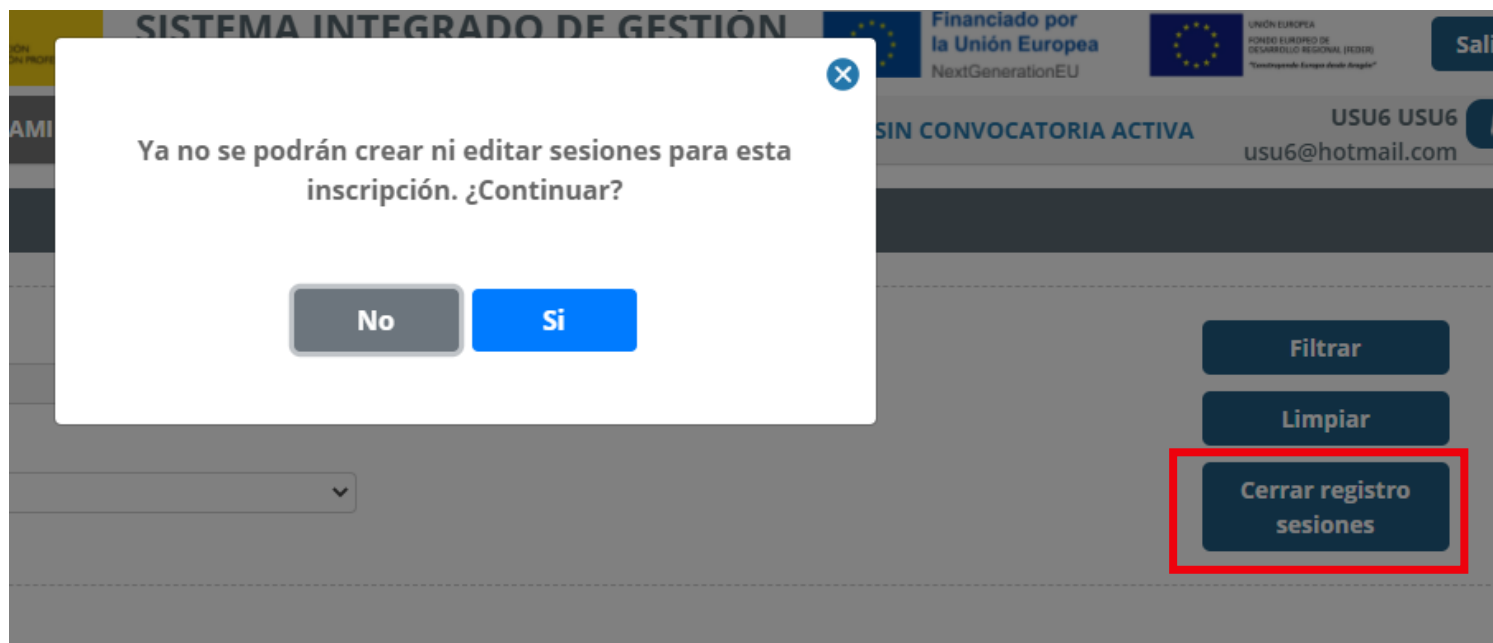 SISTEMA INTEGRADO DE GESTIÓN
Financiado por
la Unión Europea
NextGenerationEU
UNIÓN EUROPEA
FONDO EUROPEO DE
DESARROLLO REGIONAL (FEDER)
"Construyendo Europa desde Aragón"
Sali
AMI
SIN CONVOCATORIA ACTIVA
USU6 USU6
usu6@hotmail.com
Ya no se podrán crear ni editar sesiones para esta
inscripción. ¿Continuar?
No
Si
Filtrar
Limpiar
Cerrar registro
sesiones